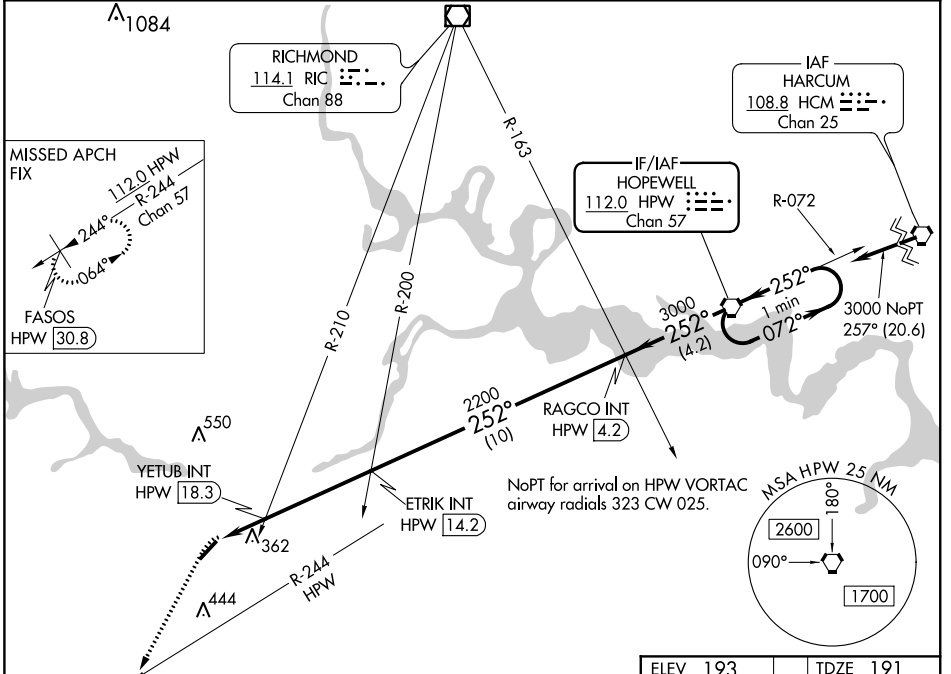 1084
RICHMOND
114.1 RIC
Chan 88
IAF
HARCUM
108.8 HCM
Chan 25
R-163
MISSED APCH
FIX
112.0 HPW
R-244
Chan 57
244°
064°
FASOS
HPW 30.8
IF/IAF
HOPEWELL
112.0 HPW
Chan 57
R-072
252°
1 min
072°
3000 NoPT
257° (20.6)
3000
252°
(4.2)
R-210
R-200
2200
252°
(10)
RAGCO INT
HPW 4.2
550
YETUB INT
HPW 18.3
ETRIK INT
HPW 14.2
NoPT for arrival on HPW VORTAC
airway radials 323 CW 025.
362
R-244
HPW
444
MSA HPW 25 NM
180°
2600
090°
1700
ELEV 193
TDZE 191